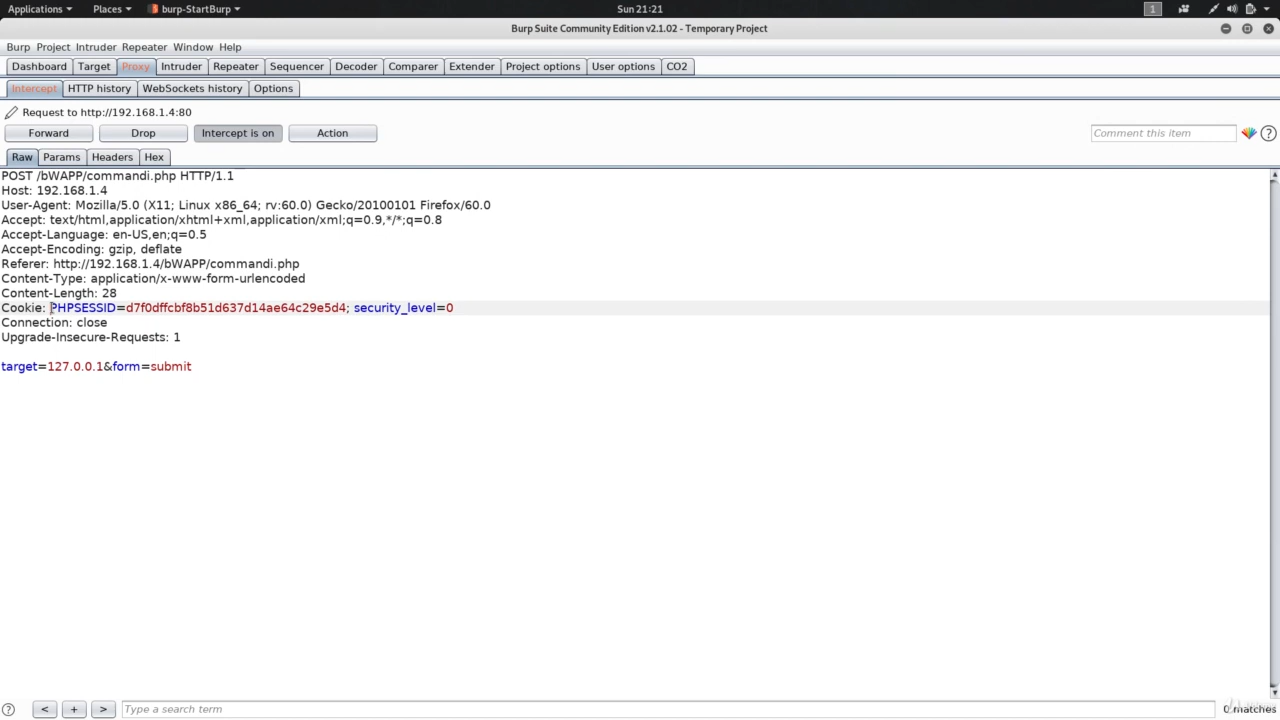 Applications Places burp-StartBurp Sun 21:21 1
Burp Suite Community Edition v2.1.02 - Temporary Project
Burp Project Intruder Repeater Window Help
Dashboard Target Proxy Intruder Repeater Sequencer Decoder Comparer Extender Project options User options CO2
Intercept HTTP history WebSockets history Options
Request to http://192.168.1.4:80
Forward Drop Intercept is on Action Comment this item ?
Raw Params Headers Hex
POST /bWAPP/commandi.php HTTP/1.1
Host: 192.168.1.4
User-Agent: Mozilla/5.0 (X11; Linux x86_64; rv:60.0) Gecko/20100101 Firefox/60.0
Accept: text/html,application/xhtml+xml,application/xml;q=0.9,*/*;q=0.8
Accept-Language: en-US,en;q=0.5
Accept-Encoding: gzip, deflate
Referer: http://192.168.1.4/bWAPP/commandi.php
Content-Type: application/x-www-form-urlencoded
Content-Length: 28
Cookie: PHPSESSID=d7f0dffcbf8b51d637d14ae64c29e5d4; security_level=0
Connection: close
Upgrade-Insecure-Requests: 1
target=127.0.0.1&form=submit
? < + > Type a search term 0 matches